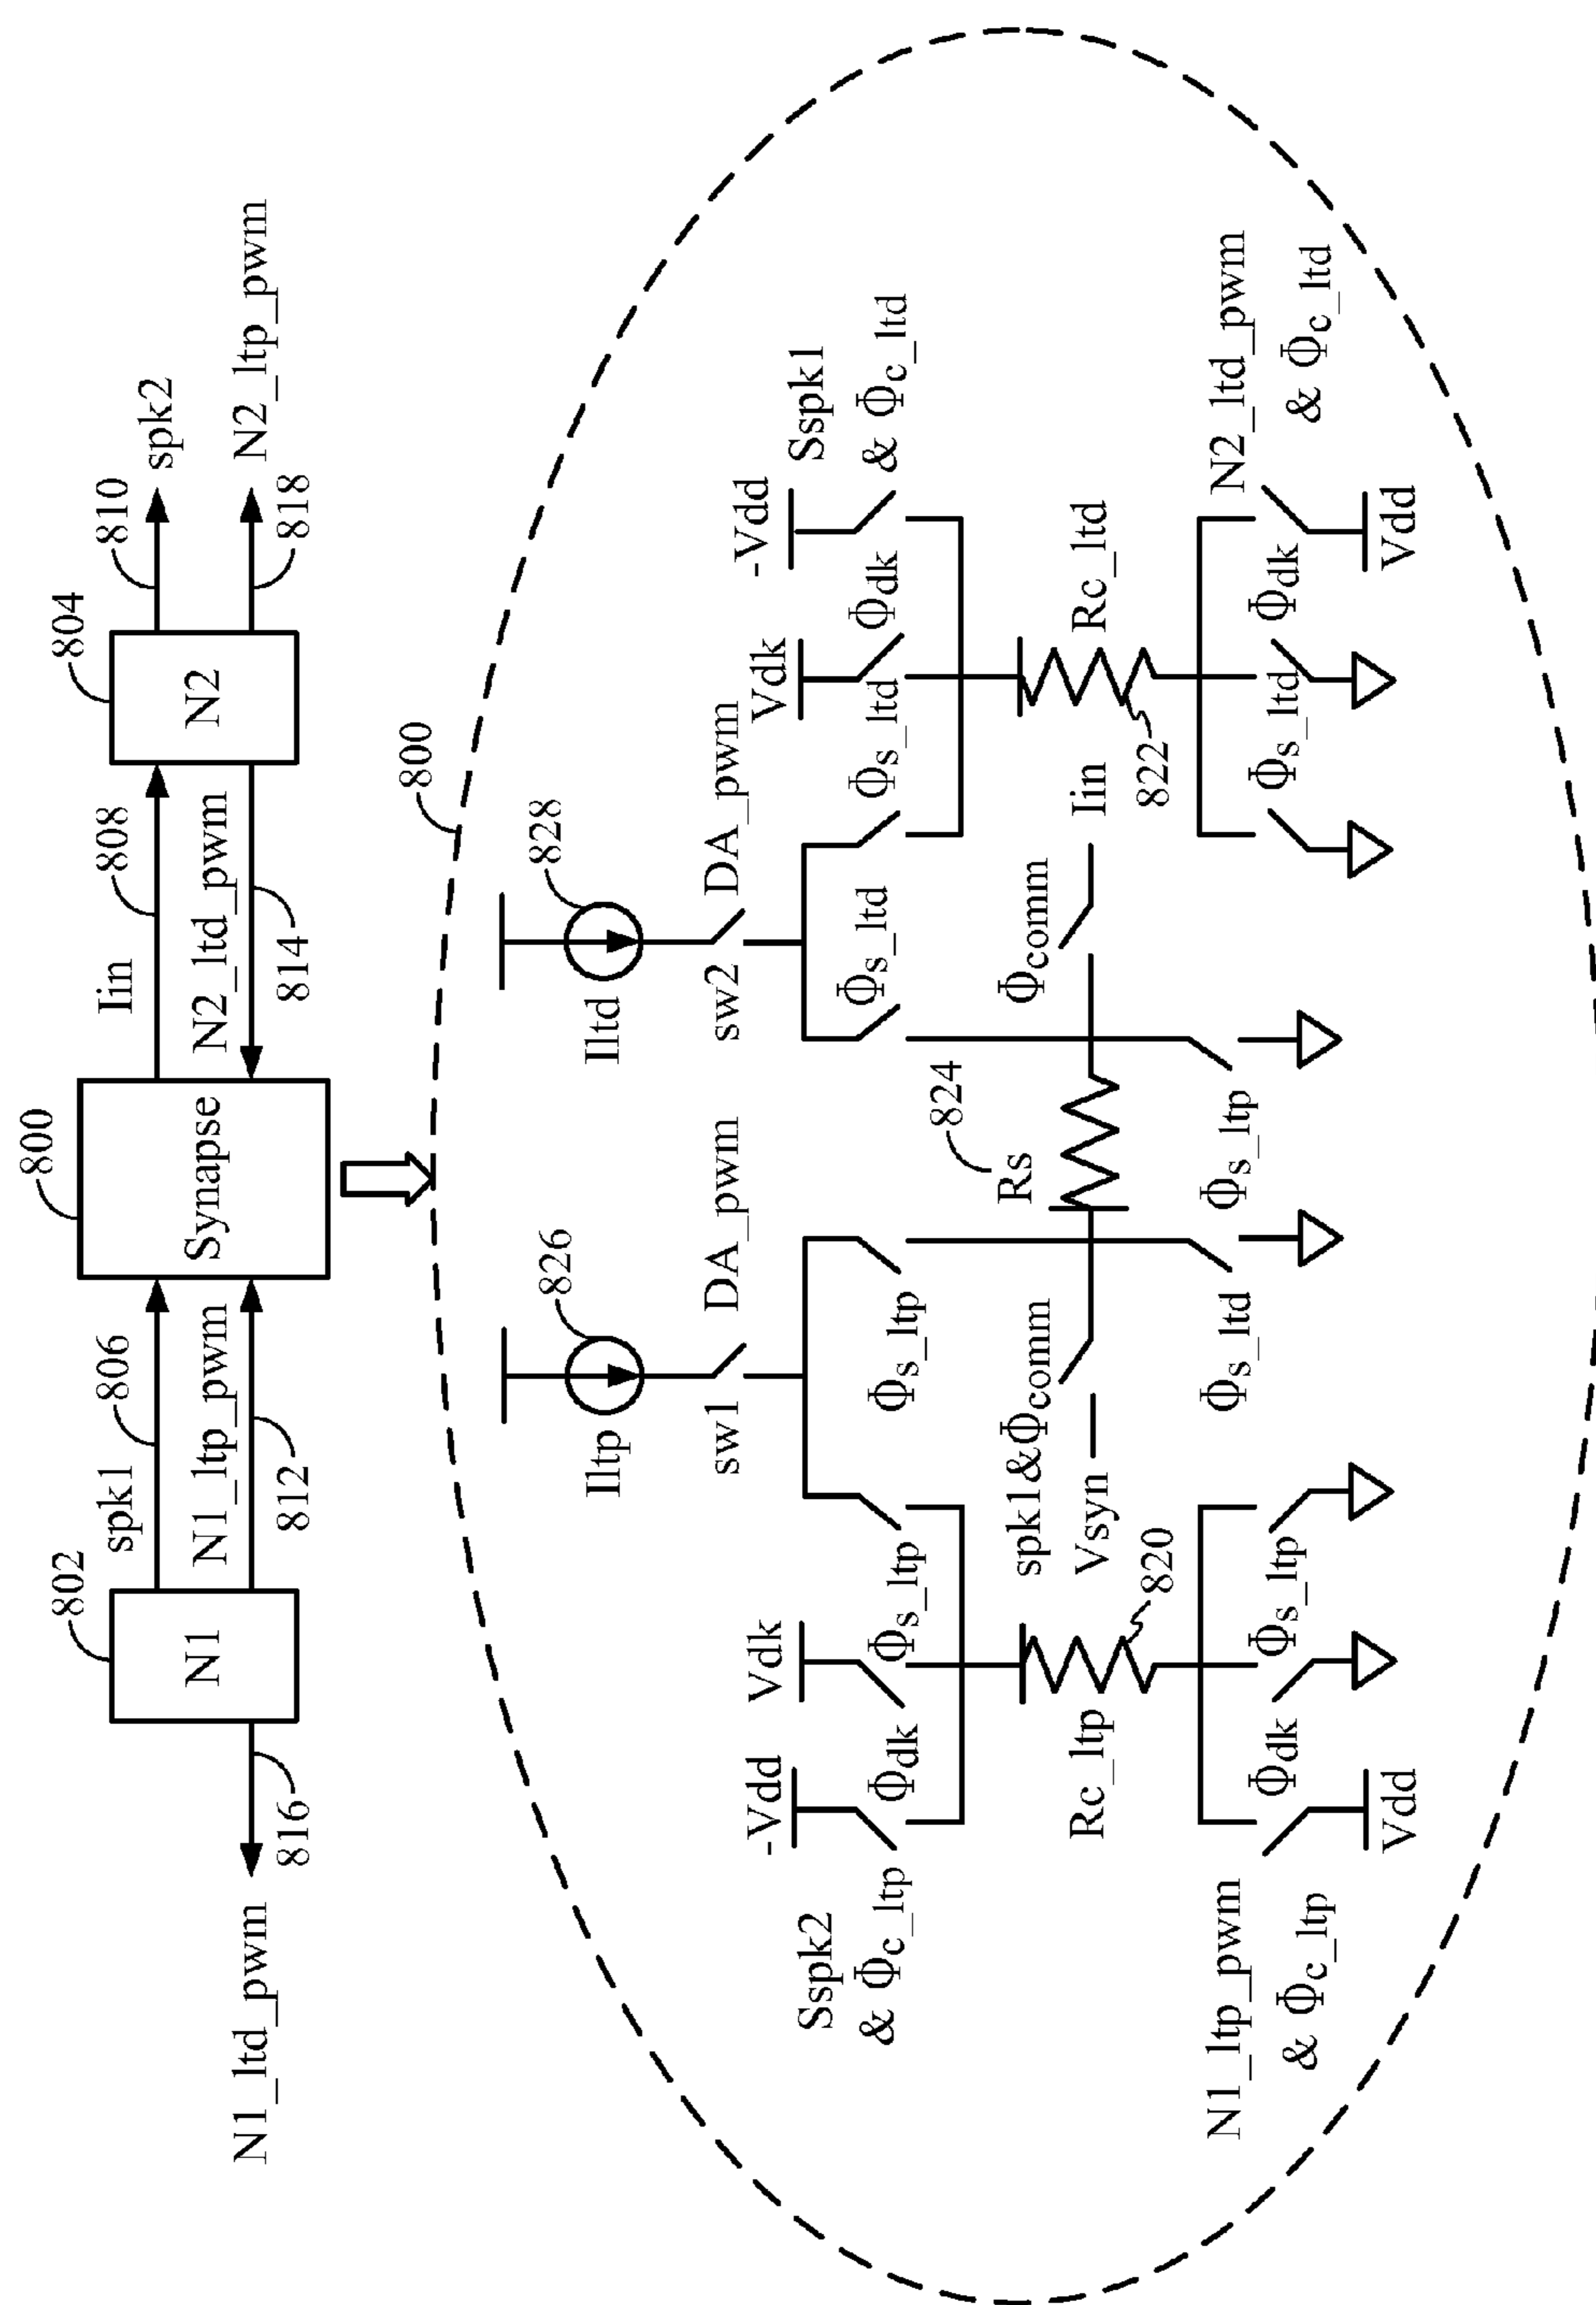 800
802
804
N1
Synapse
N2
spk1
806
Iin
808
810
spk2
N1_ltp_pwm
812
N2_ltd_pwm
814
818
N2_ltp_pwm
N1_ltd_pwm
816
800
826
828
Iltp
Iltd
sw1
DA_pwm
sw2
DA_pwm
Sspk2
& Φc_ltp
-Vdd
Vdk
Φdk
Φs_ltp
Φs_ltp
Φs_ltd
Φs_ltd
Vdk
Φdk
-Vdd
Sspk1
& Φc_ltd
spk1&Φcomm
Vsyn
Rs
824
Φcomm
Iin
Rc_ltp
820
822
Rc_ltd
Φs_ltd
Φs_ltp
N1_ltp_pwm
& Φc_ltp
Vdd
Φdk
Φs_ltp
Φs_ltd
Φdk
N2_ltd_pwm
& Φc_ltd
Vdd